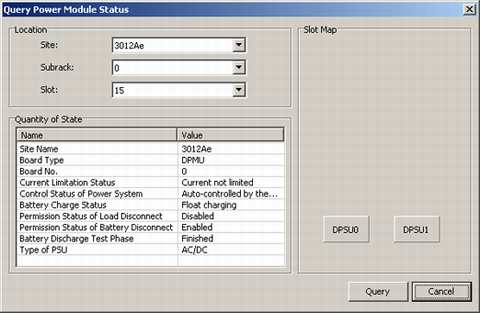 Query Power Module Status
Location
Site: 3012Ae
Subrack: 0
Slot: 15
Quantity of State
Name Value
Site Name 3012Ae
Board Type DPMU
Board No. 0
Current Limitation Status Current not limited
Control Status of Power System Auto-controlled by the...
Battery Charge Status Float charging
Permission Status of Load Disconnect Disabled
Permission Status of Battery Disconnect Enabled
Battery Discharge Test Phase Finished
Type of PSU AC/DC
Slot Map
DPSU0 DPSU1
Query Cancel